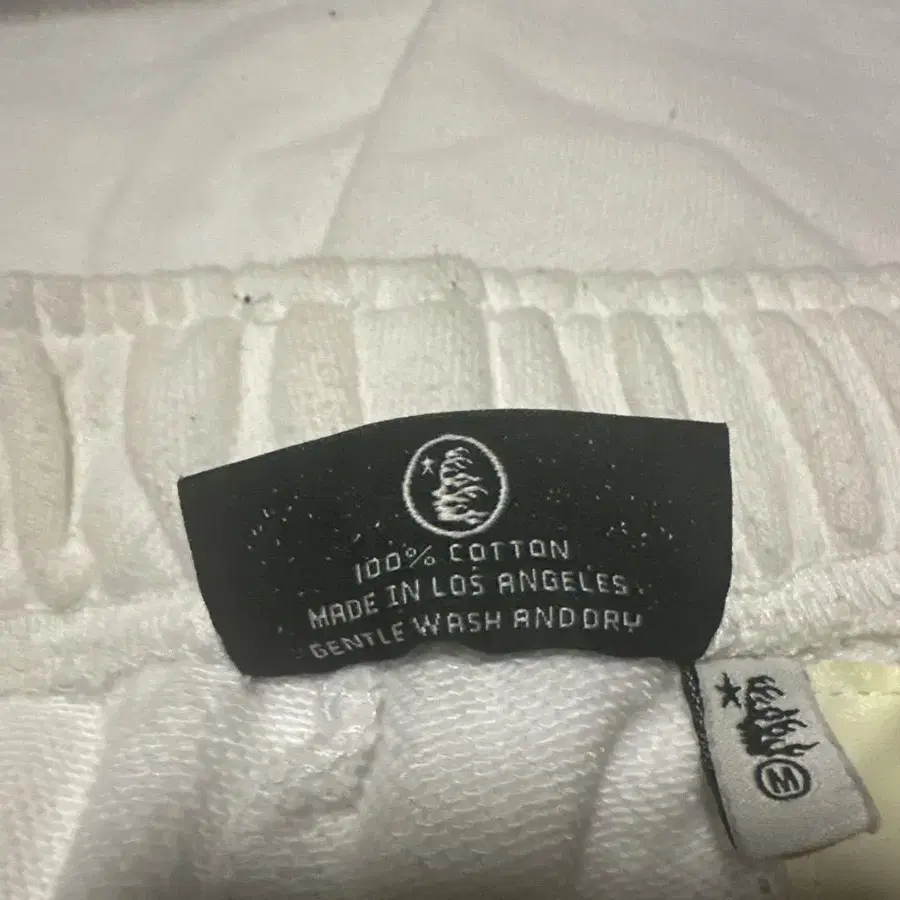 100% COTTON
MADE IN LOS ANGELES
GENTLE WASH AND DRY
M